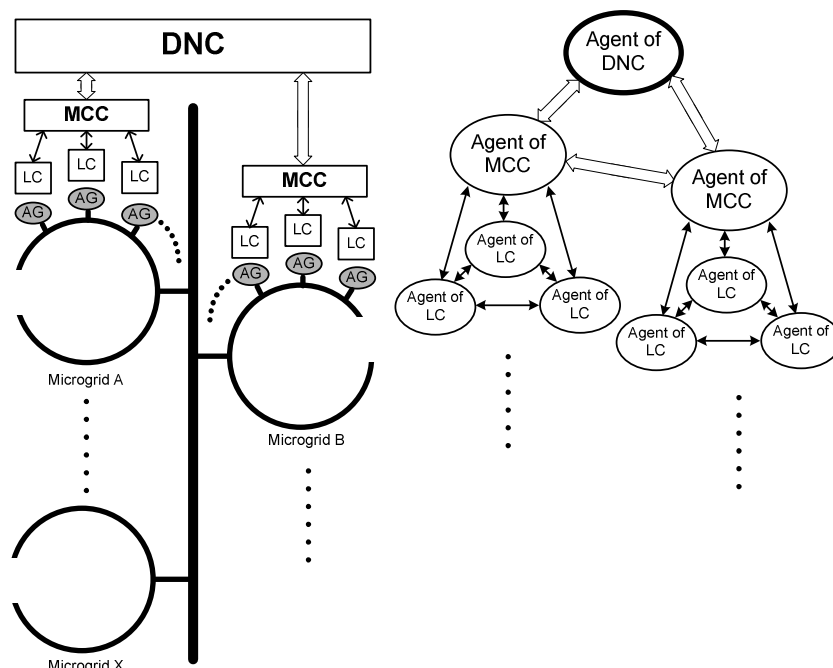 DNC
MCC
LC
LC
LC
AG
AG
AG
Microgrid A
MCC
LC
LC
LC
AG
AG
AG
Microgrid B
Microgrid X
Agent of
DNC
Agent of
MCC
Agent of
MCC
Agent of
LC
Agent of
LC
Agent of
LC
Agent of
LC
Agent of
LC
Agent of
LC